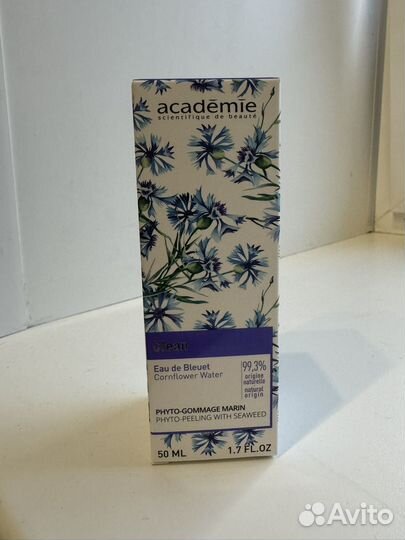 académie
scientifique de beauté
clean
Eau de Bleuet
Cornflower Water
99,3%
origine
naturelle
natural
origin
PHYTO-GOMMAGE MARIN
PHYTO-PEELING WITH SEAWEED
50 ML 1.7 FL.OZ
Avito